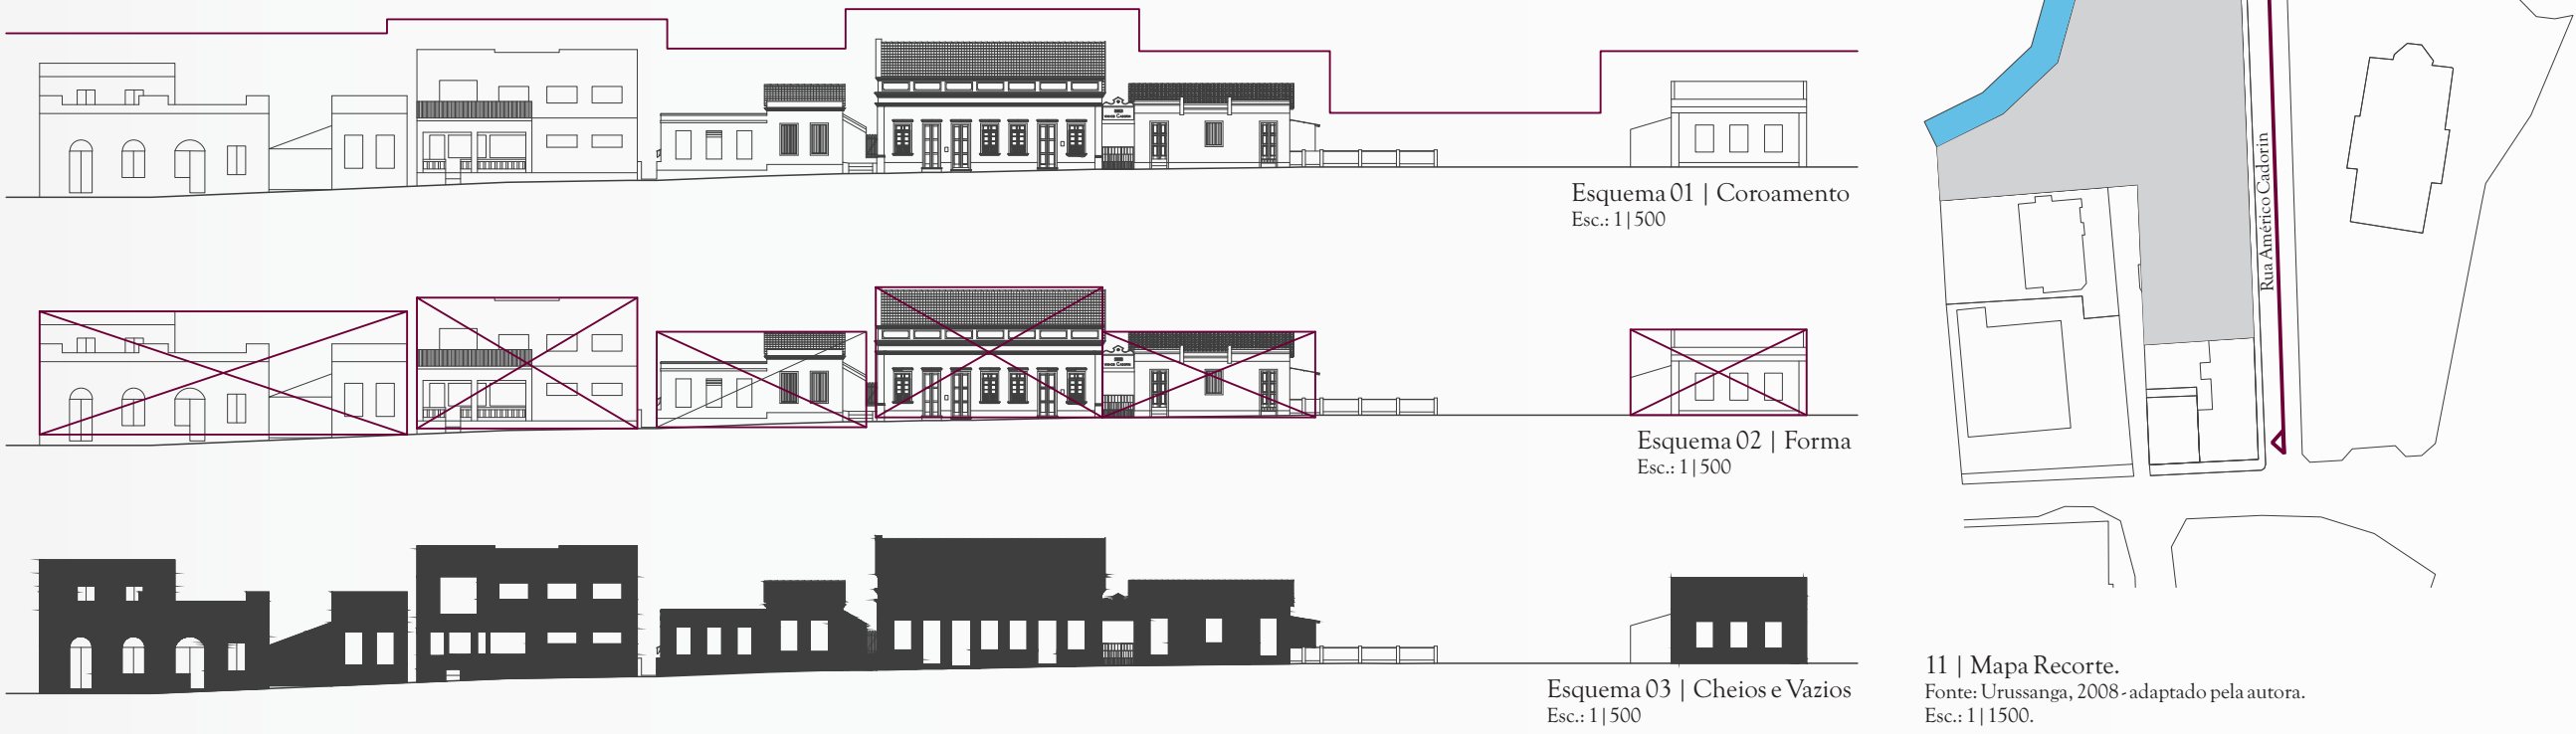 Esquema 01 | Coroamento
Esc.: 1|500
Esquema 02 | Forma
Esc.: 1|500
Esquema 03 | Cheios e Vazios
Esc.: 1|500
Rua Américo Cadorin
11 | Mapa Recorte.
Fonte: Urussanga, 2008 - adaptado pela autora.
Esc.: 1|1500.